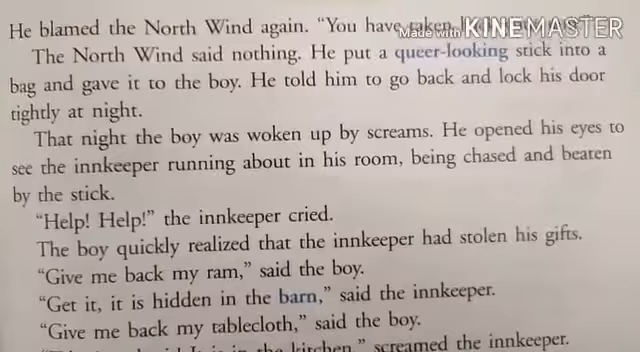 He blamed the North Wind again. "You have taken
Made with KINEMASTER
The North Wind said nothing. He put a queer-looking stick into a
bag and gave it to the boy. He told him to go back and lock his door
tightly at night.
That night the boy was woken up by screams. He opened his eyes to
see the innkeeper running about in his room, being chased and beaten
by the stick.
"Help! Help!" the innkeeper cried.
The boy quickly realized that the innkeeper had stolen his gifts.
"Give me back my ram," said the boy.
"Get it, it is hidden in the barn," said the innkeeper.
"Give me back my tablecloth," said the boy.
the kitchen," screamed the innkeeper.